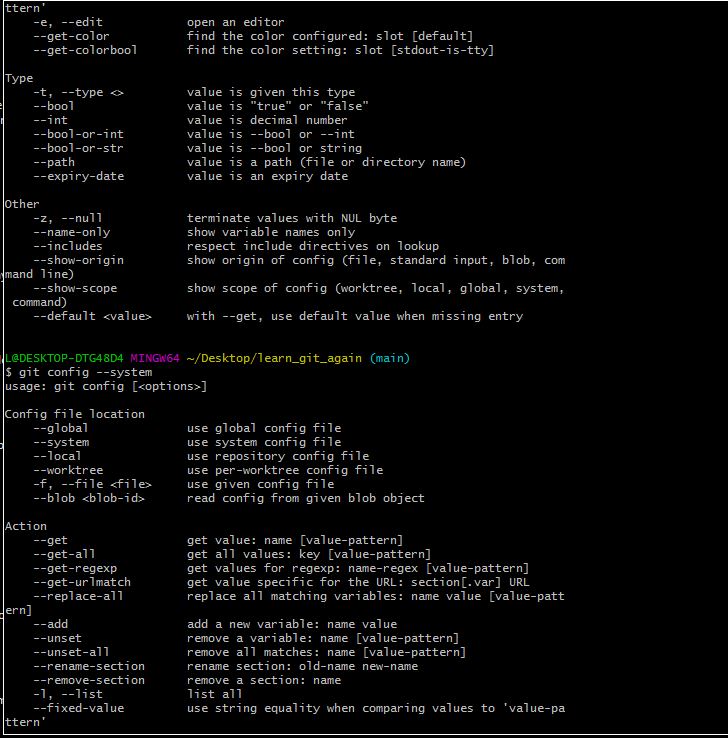 ttern'
    -e, --edit            open an editor
    --get-color           find the color configured: slot [default]
    --get-colorbool       find the color setting: slot [stdout-is-tty]

Type
    -t, --type <>         value is given this type
    --bool                value is "true" or "false"
    --int                 value is decimal number
    --bool-or-int         value is --bool or --int
    --bool-or-str         value is --bool or string
    --path                value is a path (file or directory name)
    --expiry-date         value is an expiry date

Other
    -z, --null            terminate values with NUL byte
    --name-only           show variable names only
    --includes            respect include directives on lookup
    --show-origin         show origin of config (file, standard input, blob, com
mand line)
    --show-scope          show scope of config (worktree, local, global, system,
 command)
    --default <value>     with --get, use default value when missing entry

L@DESKTOP-DTG48D4 MINGW64 ~/Desktop/learn_git_again (main)
$ git config --system
usage: git config [<options>]

Config file location
    --global              use global config file
    --system              use system config file
    --local               use repository config file
    --worktree            use per-worktree config file
    -f, --file <file>     use given config file
    --blob <blob-id>      read config from given blob object

Action
    --get                 get value: name [value-pattern]
    --get-all             get all values: key [value-pattern]
    --get-regexp          get values for regexp: name-regex [value-pattern]
    --get-urlmatch        get value specific for the URL: section[.var] URL
    --replace-all         replace all matching variables: name value [value-patt
ern]
    --add                 add a new variable: name value
    --unset               remove a variable: name [value-pattern]
    --unset-all           remove all matches: name [value-pattern]
    --rename-section      rename section: old-name new-name
    --remove-section      remove a section: name
    -l, --list            list all
    --fixed-value         use string equality when comparing values to 'value-pa
ttern'